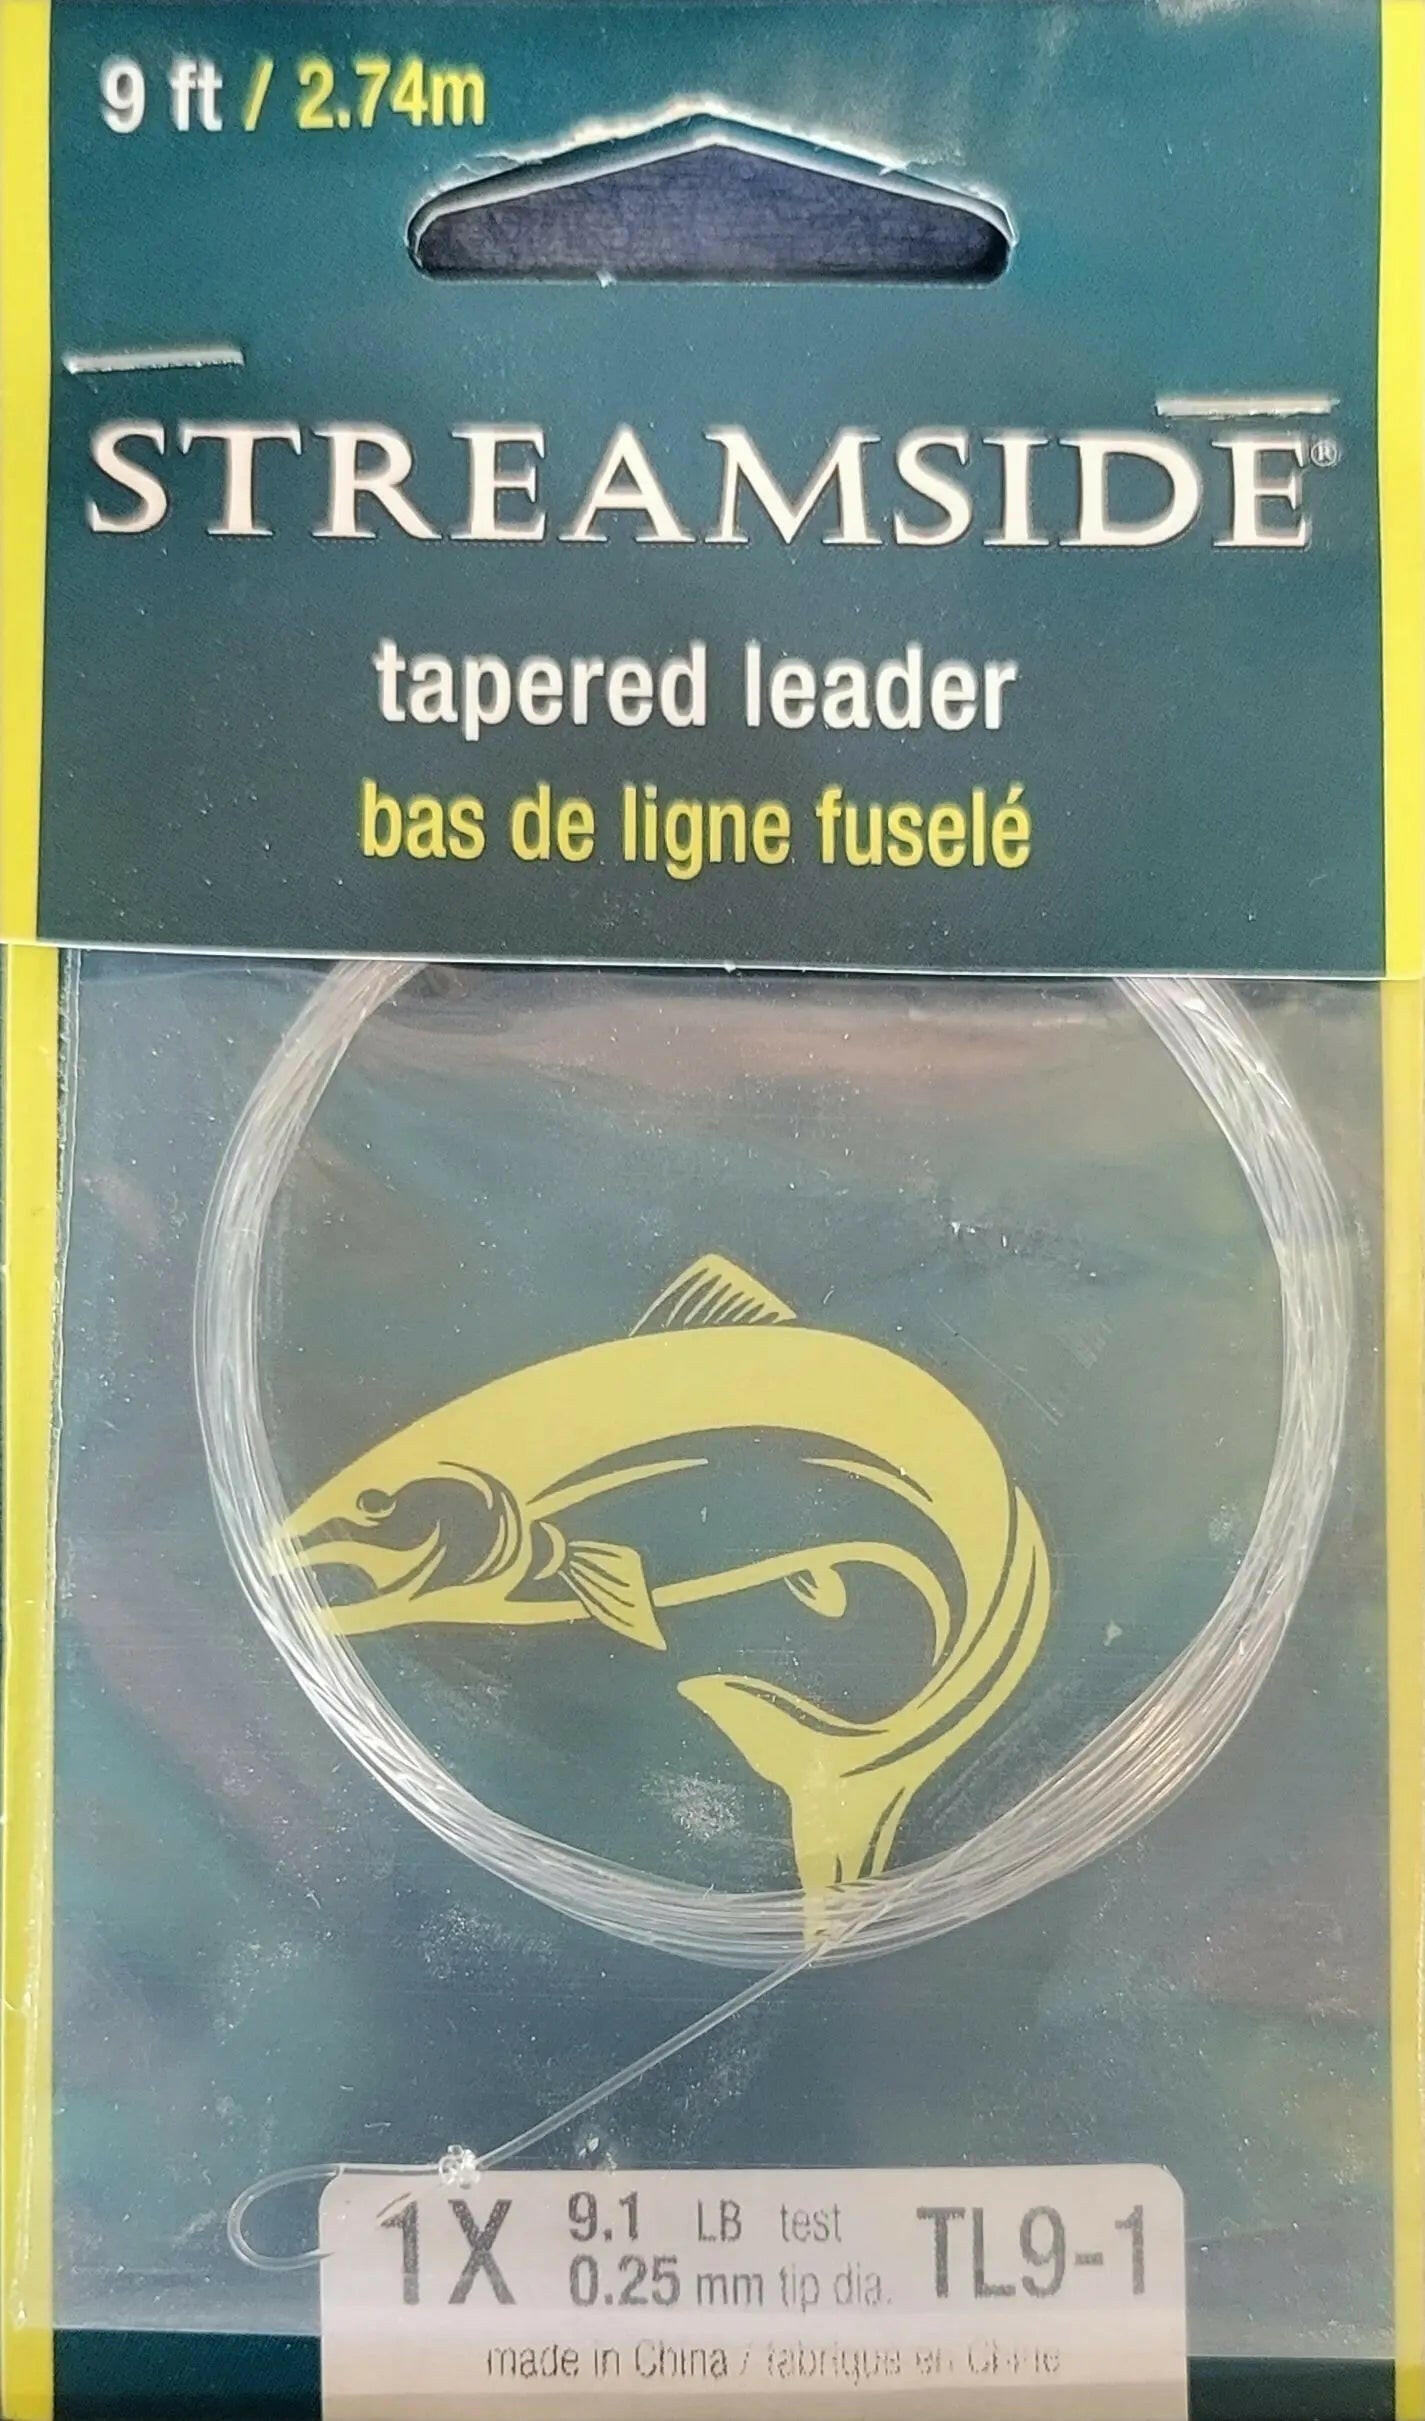 9 ft / 2.74m
STREAMSIDE®
tapered leader
bas de ligne fuselé
1X 9.1 LB test TL9-1
0.25 mm tip dia.
made in China / fabriqué en Chine